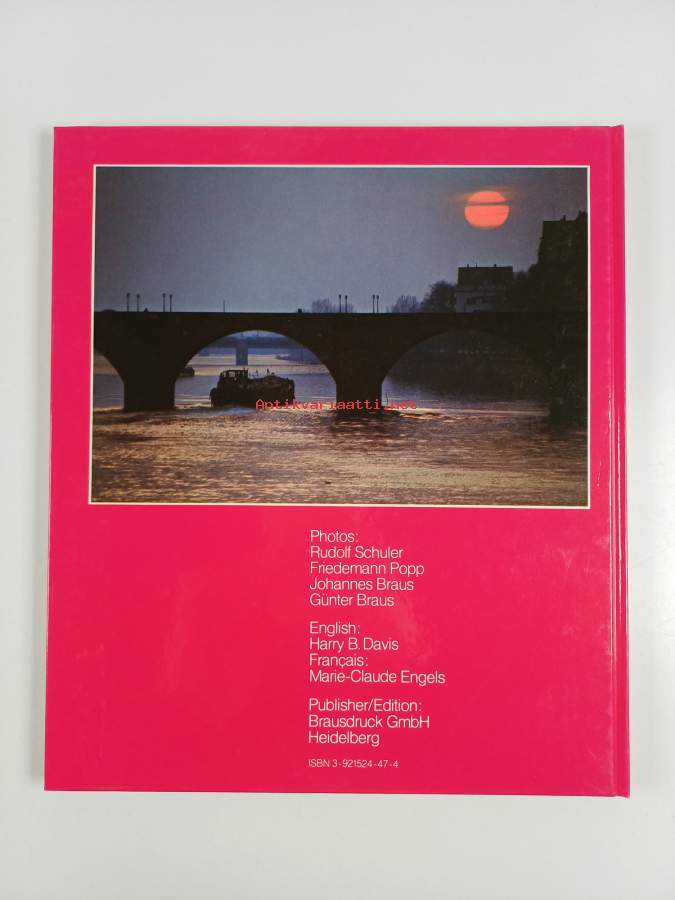 Antikvariaatti.net
Photos:
Rudolf Schuler
Friedemann Popp
Johannes Braus
Günter Braus
English:
Harry B. Davis
Français:
Marie-Claude Engels
Publisher/Edition:
Brausdruck GmbH
Heidelberg
ISBN 3-921524-47-4